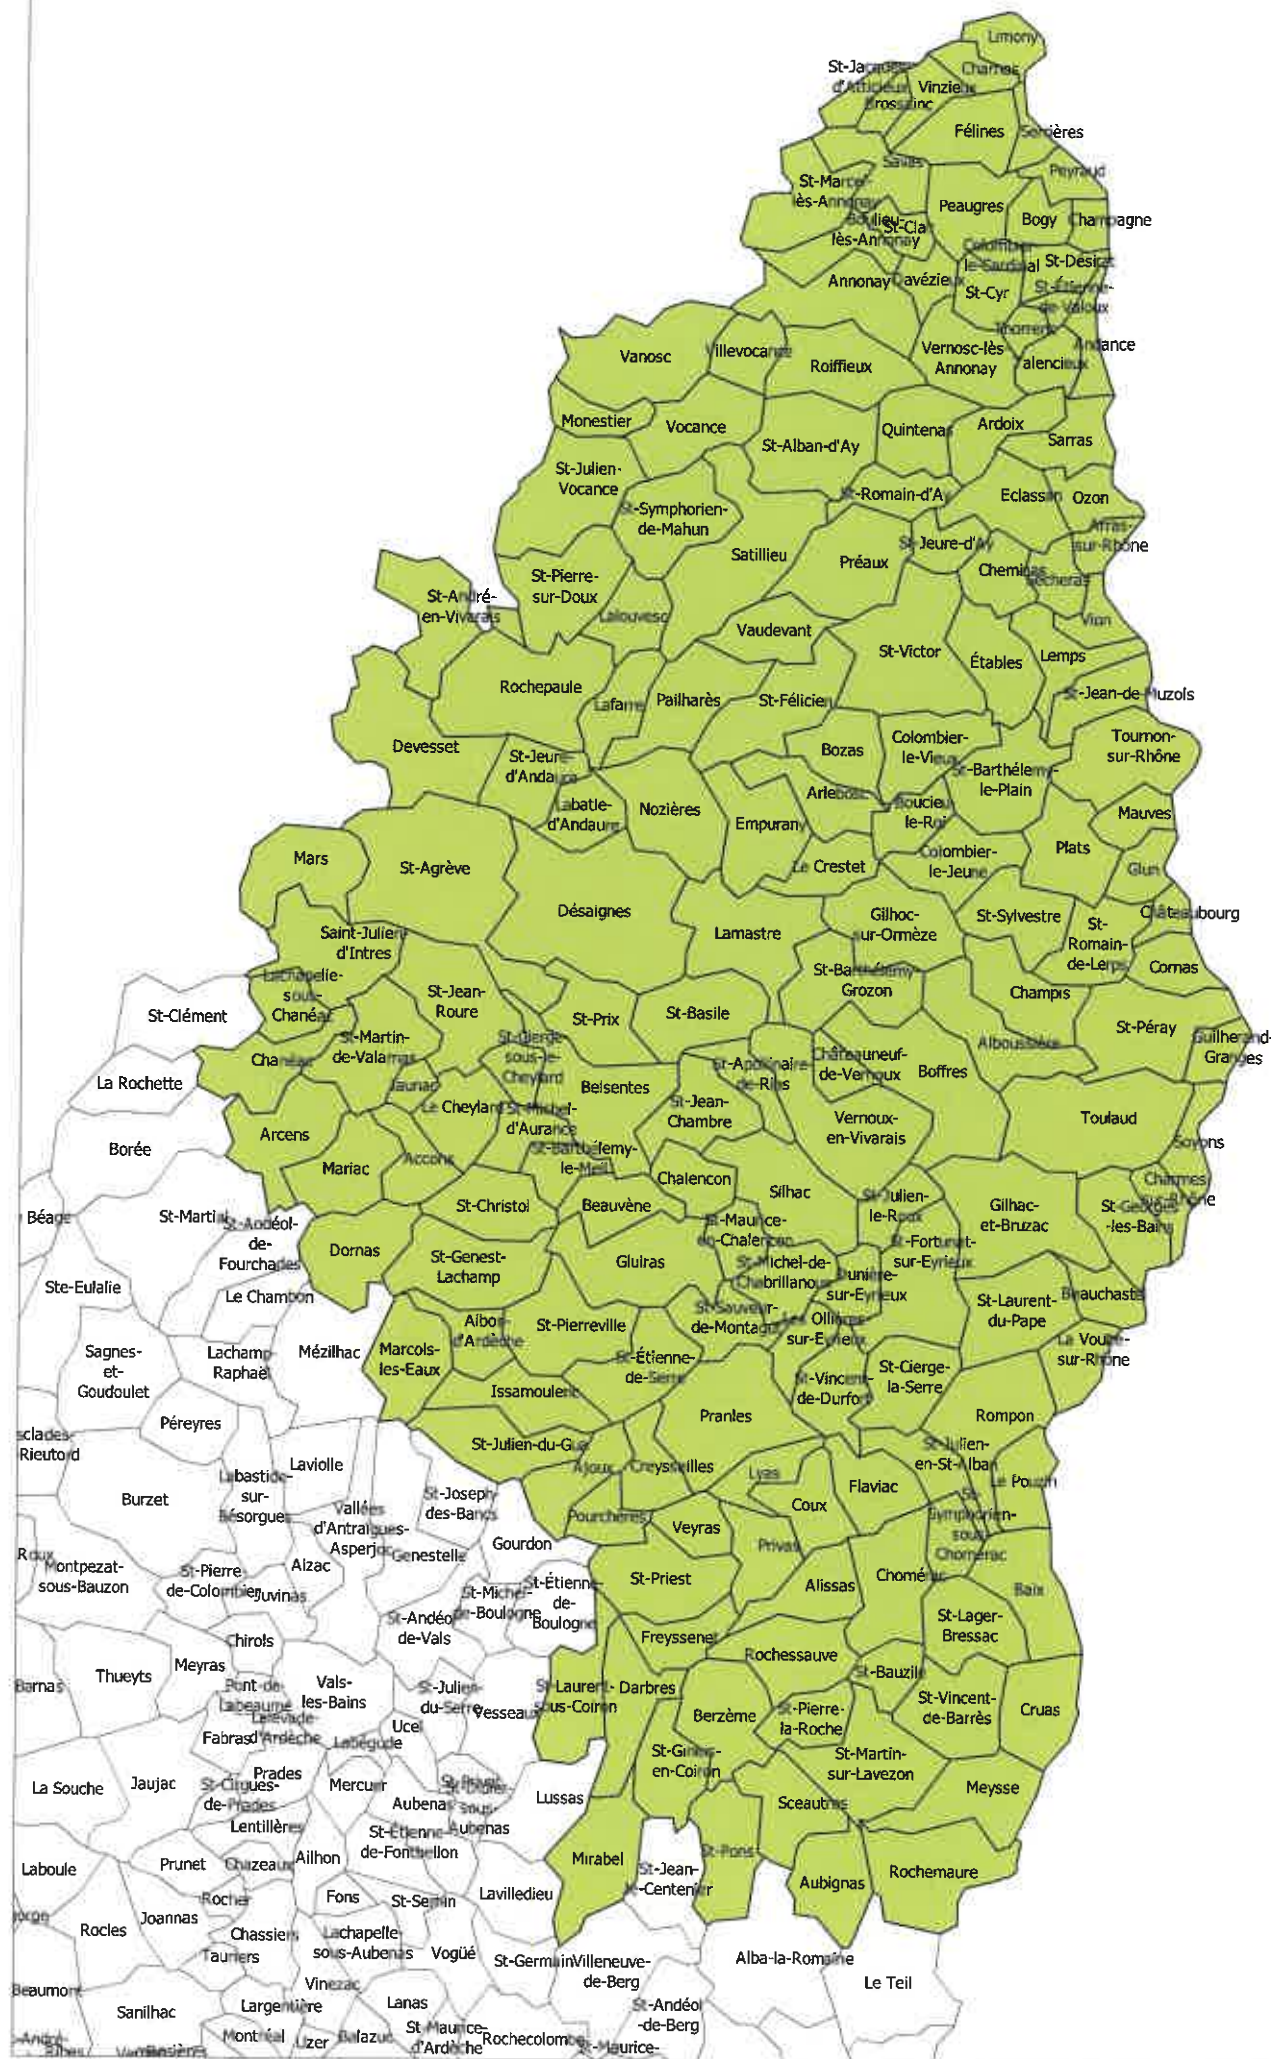 Limony
St-Jacques-
d'Atticieux
Charnas
Vinzieux
Brossainc
Félines
Serrières
Savas
Peyraud
St-Marcel-
lès-Annonay
Peaugres
Bogy
Champagne
Boulieu-
lès-Annonay
St-Clair
Colombier-
le-Cardinal
St-Désirat
Annonay
Davézieux
St-Cyr
St-Étienne-
de-Valoux
Thorrenc
Andance
Vanosc
Villevocance
Roiffieux
Vernosc-lès
Annonay
Talencieux
Monestier
Vocance
St-Alban-d'Ay
Quintenas
Ardoix
Sarras
St-Julien-
Vocance
St-Symphorien-
de-Mahun
St-Romain-d'Ay
Eclassan
Ozon
Arras-
sur-Rhône
Satillieu
Préaux
St-Jeure-d'Ay
Cheminas
Sécheras
St-Pierre-
sur-Doux
St-André-
en-Vivarais
Lalouvesc
Vaudevant
Vion
St-Victor
Étables
Lemps
Rochepaule
Lafarre
Pailharès
St-Félicien
St-Jean-de-Muzols
Devesset
St-Jeure-
d'Andaure
Bozas
Colombier-
le-Vieux
Tournon-
sur-Rhône
St-Barthélemy-
le-Plain
Labatie-
d'Andaure
Nozières
Empurany
Arlebosc
Boucieu-
le-Roi
Mauves
Mars
St-Agrève
Le Crestet
Colombier-
le-Jeune
Plats
Glun
Désaignes
Lamastre
Gilhoc-
sur-Ormèze
St-Sylvestre
St-
Romain-
de-Lerps
Châteaubourg
Saint-Julien
d'Intres
Cornas
Lachapelle-
sous-
Chanéac
St-Jean-
Roure
St-Barthélemy-
Grozon
Champis
St-Clément
St-Prix
St-Basile
St-Péray
Guilherand-
Granges
St-Martin-
de-Valamas
St-Cierge-
sous-le-
Cheylard
Alboussière
Chanéac
La Rochette
Jaunac
Belsentes
St-Apollinaire-
de-Rias
Châteauneuf-
de-Vernoux
Boffres
Le Cheylard
St-Michel-
d'Aurance
St-Jean-
Chambre
Vernoux-
en-Vivarais
Toulaud
Soyons
Borée
Arcens
Mariac
Accons
St-Barthélemy-
le-Meil
Chalencon
Silhac
Charmes-
sur-Rhône
St-Georges
-les-Bains
Béage
St-Martial
St-Andéol-
de-
Fourchades
St-Christol
Beauvène
St-Julien-
le-Roux
Gilhac-
et-Bruzac
Dornas
St-Genest-
Lachamp
Gluiras
St-Maurice-
en-Chalencon
St-Michel-de-
Chabrillanoux
St-Fortunat-
sur-Eyrieux
Dunière-
sur-Eyrieux
Ste-Eulalie
Le Chambon
St-Laurent-
du-Pape
Beauchastel
Sagnes-
et-
Goudoulet
Lachamp
Raphaël
Mézilhac
Marcols-
les-Eaux
Albon-
d'Ardèche
St-Pierreville
St-Sauveur-
de-Montagut
Les Ollières-
sur-Eyrieux
La Voulte-
sur-Rhône
St-Étienne-
de-Serre
St-Vincent-
de-Durfort
St-Cierge-
la-Serre
Péreyres
Issamoulenc
Pranles
Rompon
sclades-
Rieutord
St-Julien-du-Gua
Ajoux
Creysseilles
Lyas
St-Julien-
en-St-Alban
Le Pouzin
Burzet
Labastide-
sur-
Bésorgues
Laviolle
St-Joseph-
des-Bancs
Coux
Flaviac
St-
Symphorien-
sous-
Chomérac
Vallées
d'Antraigues-
Asperjoc
Genestelle
Gourdon
Pourchères
Veyras
Privas
Roux
Montpezat-
sous-Bauzon
St-Pierre
de-Colombier
Juvinas
Aizac
St-Michel-
de-Boulogne
St-Étienne-
de-
Boulogne
St-Priest
Alissas
Chomérac
Baix
St-Andéol
de-Vals
Chirols
Freyssenet
Rochessauve
St-Lager-
Bressac
Barnas
Thueyts
Meyras
Pont-de-
Labeaume
Vals-
les-Bains
St-Julien-
du-Serre
Vesseaux
St-Laurent-
sous-Coiron
Darbres
Berzème
St-Pierre-
la-Roche
St-Bauzile
St-Vincent-
de-Barrès
Cruas
Fabras
Lalevade-
d'Ardèche
Labégude
Ucel
La Souche
Jaujac
St-Cirgues-
de-Prades
Prades
Mercuer
Aubenas
St-Privat
St-Didier-
sous-
Aubenas
Lussas
St-Gineis-
en-Coiron
St-Martin-
sur-Lavezon
Meysse
Sceautres
Lentillères
St-Étienne-
de-Fontbellon
Laboule
Prunet
Chazeaux
Ailhon
Mirabel
St-Jean-
le-Centenier
St-Pons
Aubignas
Rochemaure
Rocher
Fons
St-Sernin
Lavilledieu
Rocles
Joannas
Chassiers
Lachapelle-
sous-Aubenas
Vogüé
St-Germain
Villeneuve-
de-Berg
Alba-la-Romaine
Le Teil
Tauriers
Beaumont
Vinezac
Sanilhac
Largentière
Lanas
St-Andéol
-de-Berg
Montréal
Uzer
Balazuc
St-Maurice-
d'Ardèche
Rochecolombe
St-Maurice-
-André-